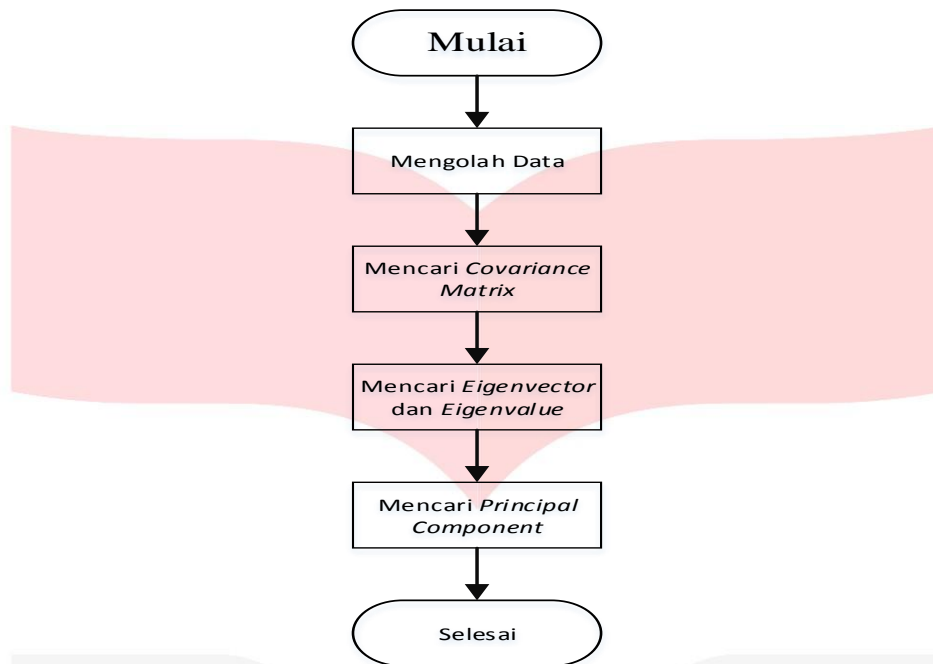 Mulai
Mengolah Data
Mencari Covariance
Matrix
Mencari Eigenvector
dan Eigenvalue
Mencari Principal
Component
Selesai